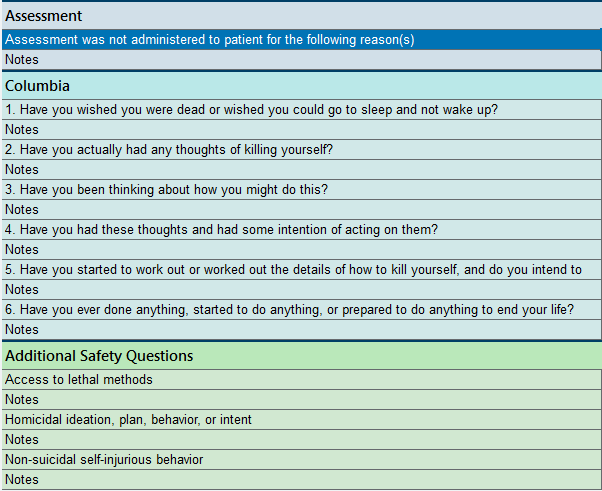 Assessment
Assessment was not administered to patient for the following reason(s)
Notes
Columbia
1. Have you wished you were dead or wished you could go to sleep and not wake up?
Notes
2. Have you actually had any thoughts of killing yourself?
Notes
3. Have you been thinking about how you might do this?
Notes
4. Have you had these thoughts and had some intention of acting on them?
Notes
5. Have you started to work out or worked out the details of how to kill yourself, and do you intend to
Notes
6. Have you ever done anything, started to do anything, or prepared to do anything to end your life?
Notes
Additional Safety Questions
Access to lethal methods
Notes
Homicidal ideation, plan, behavior, or intent
Notes
Non-suicidal self-injurious behavior
Notes